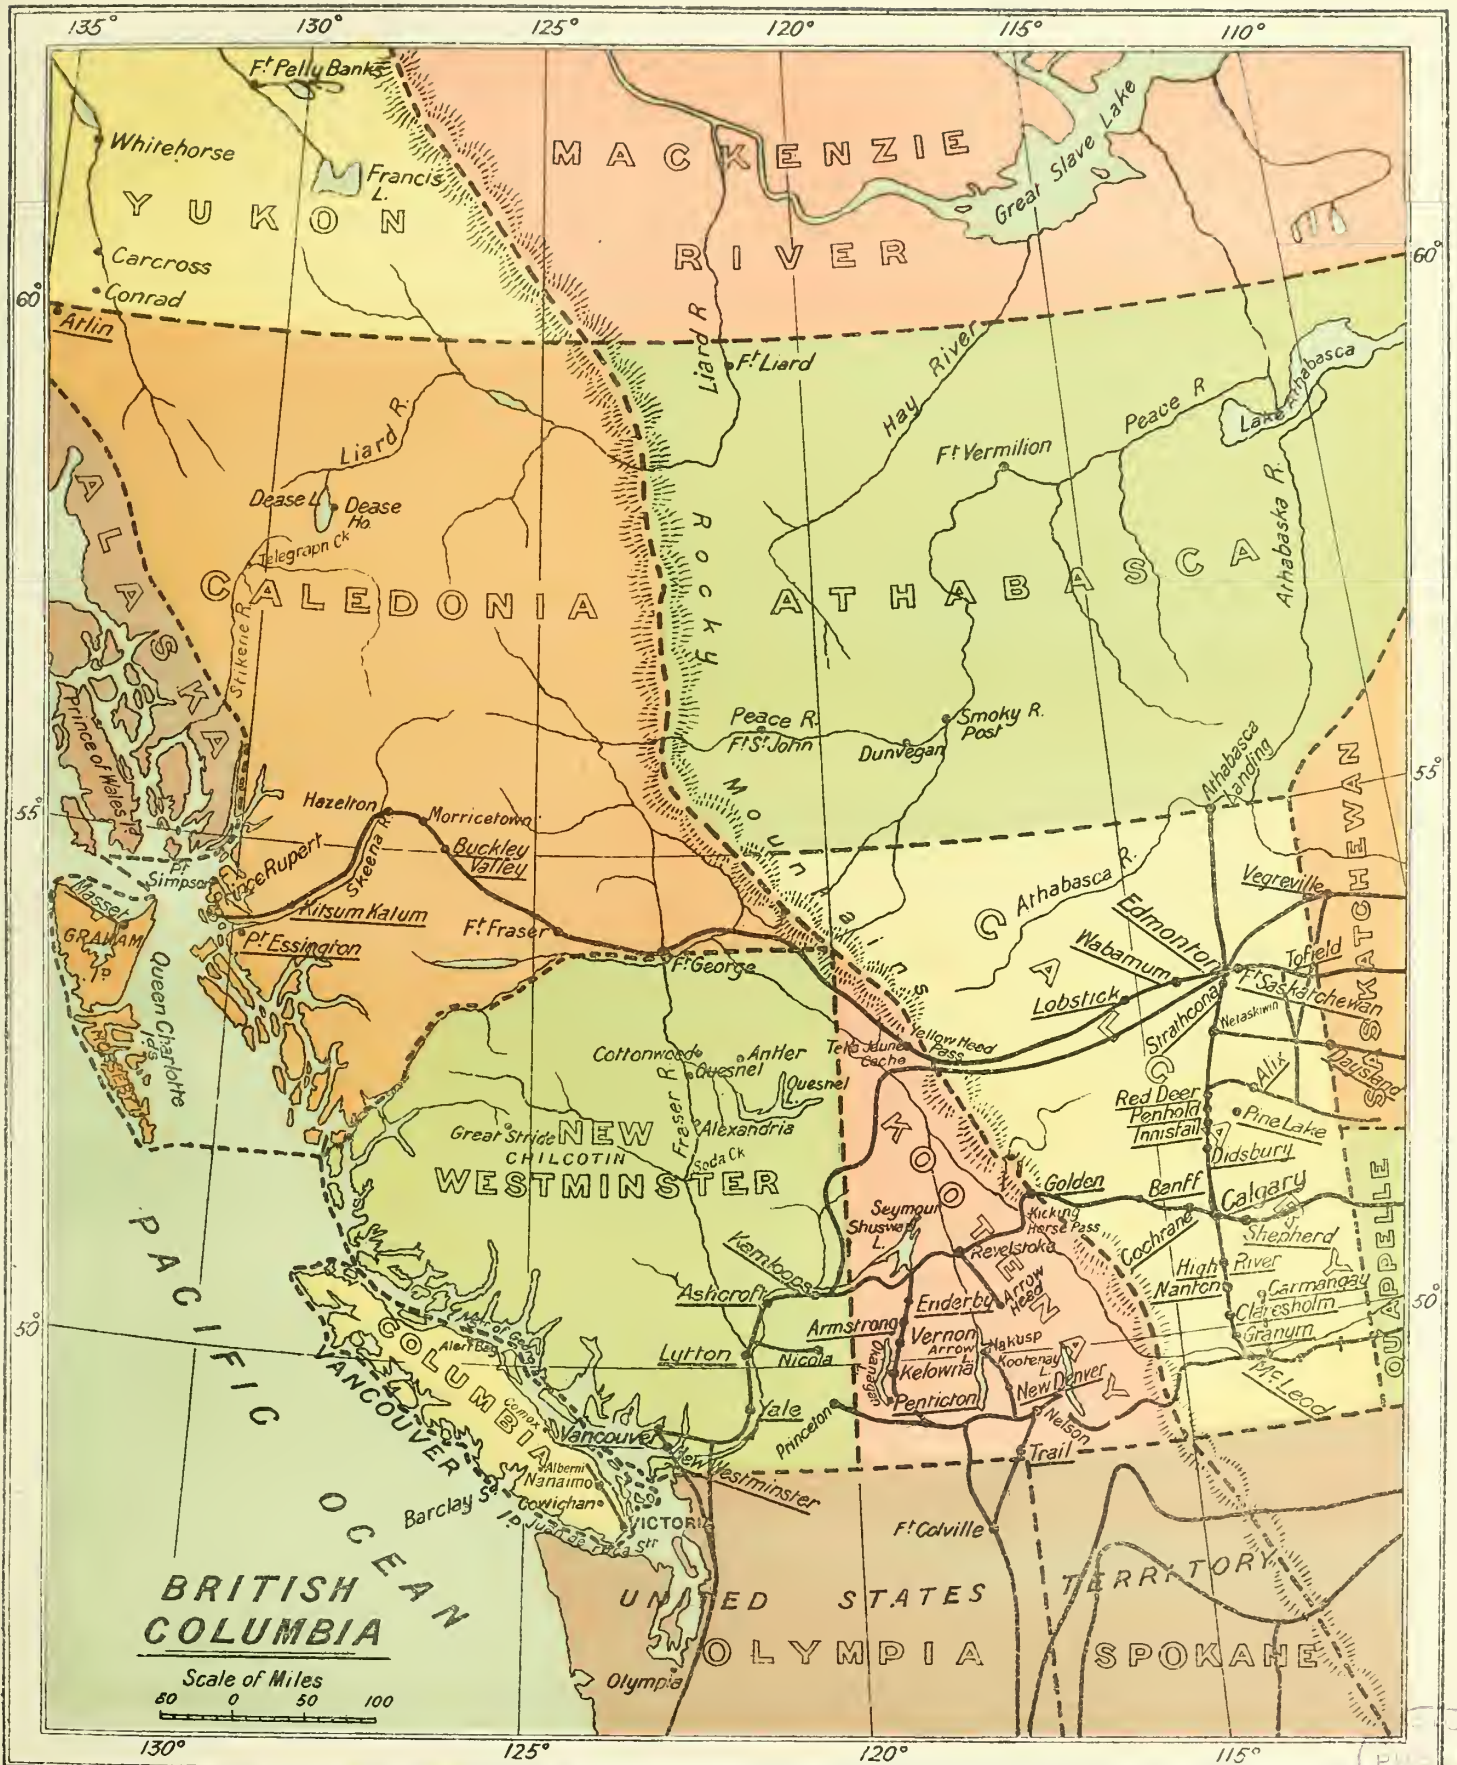 135° 130° 125° 120° 115° 110°
Ft Pelly Banks
Whitehorse
Francis
L.
YUKON
Carcross
Conrad
MACKENZIE
RIVER
Great Slave Lake
60°
60°
Atlin
Liard R
Ft Liard
Hay River
Peace R
Lake Athabasca
Liard R.
Dease L
Dease
Ho.
Telegraph Ck
Ft Vermilion
Athabaska R.
ALASKA
CALEDONIA
ATHABASCA
Rocky Mountains
Stikene R.
Prince of Wales Id
Peace R.
Ft St John
Dunvegan
Smoky R.
Post
Athabasca
Landing
55°
55°
Hazelton
Morricetown
Buckley
Valley
Skeena R.
Pt
Simpson
Prince Rupert
Kitsum Kalum
Pt Essington
Ft Fraser
Ft George
Masset
GRAHAM
ID
Queen Charlotte
Ids
MORESBY ID
Athabasca R.
CALGARY
Vegreville
SASKATCHEWAN
Edmonton
Wabamum
Lobstick
Tofield
Ft Saskatchewan
Strathcona
Wetaskiwin
Daysland
Cottonwood
Antler
Quesnel
Quesnel
Fraser R
Alexandria
Soda Ck
Great Stride
NEW
CHILCOTIN
WESTMINSTER
Tete Jaune
Cache
Yellow Head
Pass
KOOTENAY
Alix
Red Deer
Penhold
Innisfail
Pine Lake
Didsbury
Golden
Banff
Calgary
Kicking
Horse Pass
Cochrane
Shepherd
QU'APPELLE
Seymour
Shuswap
L.
Revelstoka
Kamloops
Ashcroft
Enderby
Arrow
Head
High River
Nanton
Carmangay
Claresholm
Granum
McLeod
Armstrong
Vernon
Arrow
L.
Nakusp
Kootenay
L.
Okanagan
Kelowna
Penticton
New Denver
Nelson
Trail
50°
50°
Lytton
Nicola
Yale
Princeton
PACIFIC OCEAN
VANCOUVER ID
COLUMBIA
Alert Bay
Comox
Vancouver
New Westminster
Alberni
Nanaimo
Cowichan
VICTORIA
Barclay Sd
Juan de Fuca Str
Ft Colville
UNITED STATES TERRITORY
OLYMPIA SPOKANE
Olympia
BRITISH
COLUMBIA
Scale of Miles
50 0 50 100
130° 125° 120° 115°